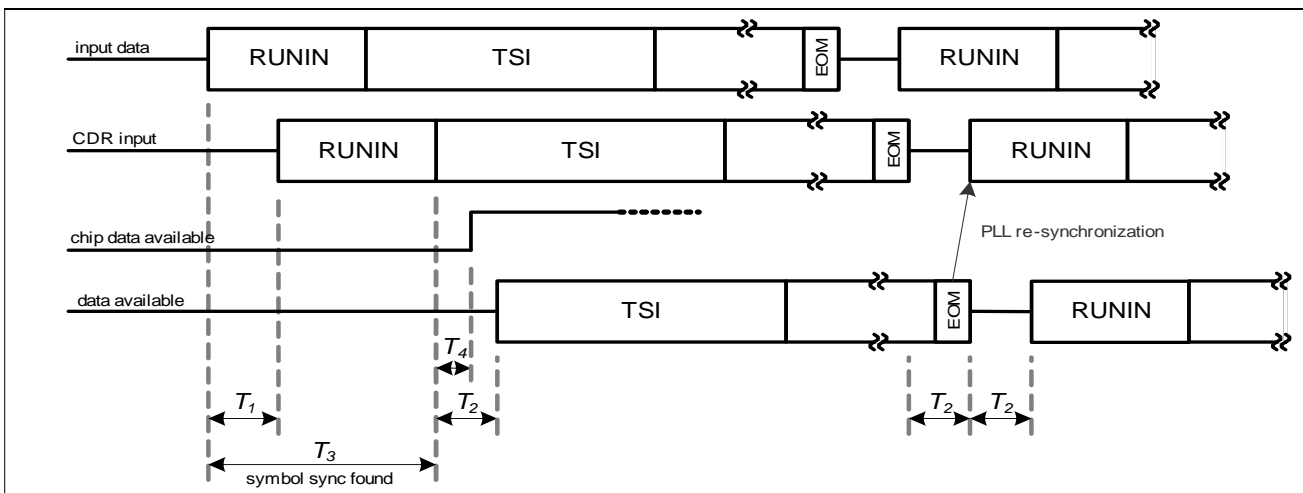 input data
RUNIN
TSI
EOM
RUNIN
CDR input
RUNIN
TSI
EOM
RUNIN
chip data available
PLL re-synchronization
data available
TSI
EOM
RUNIN
T4
T1
T2
T2
T2
T3
symbol sync found